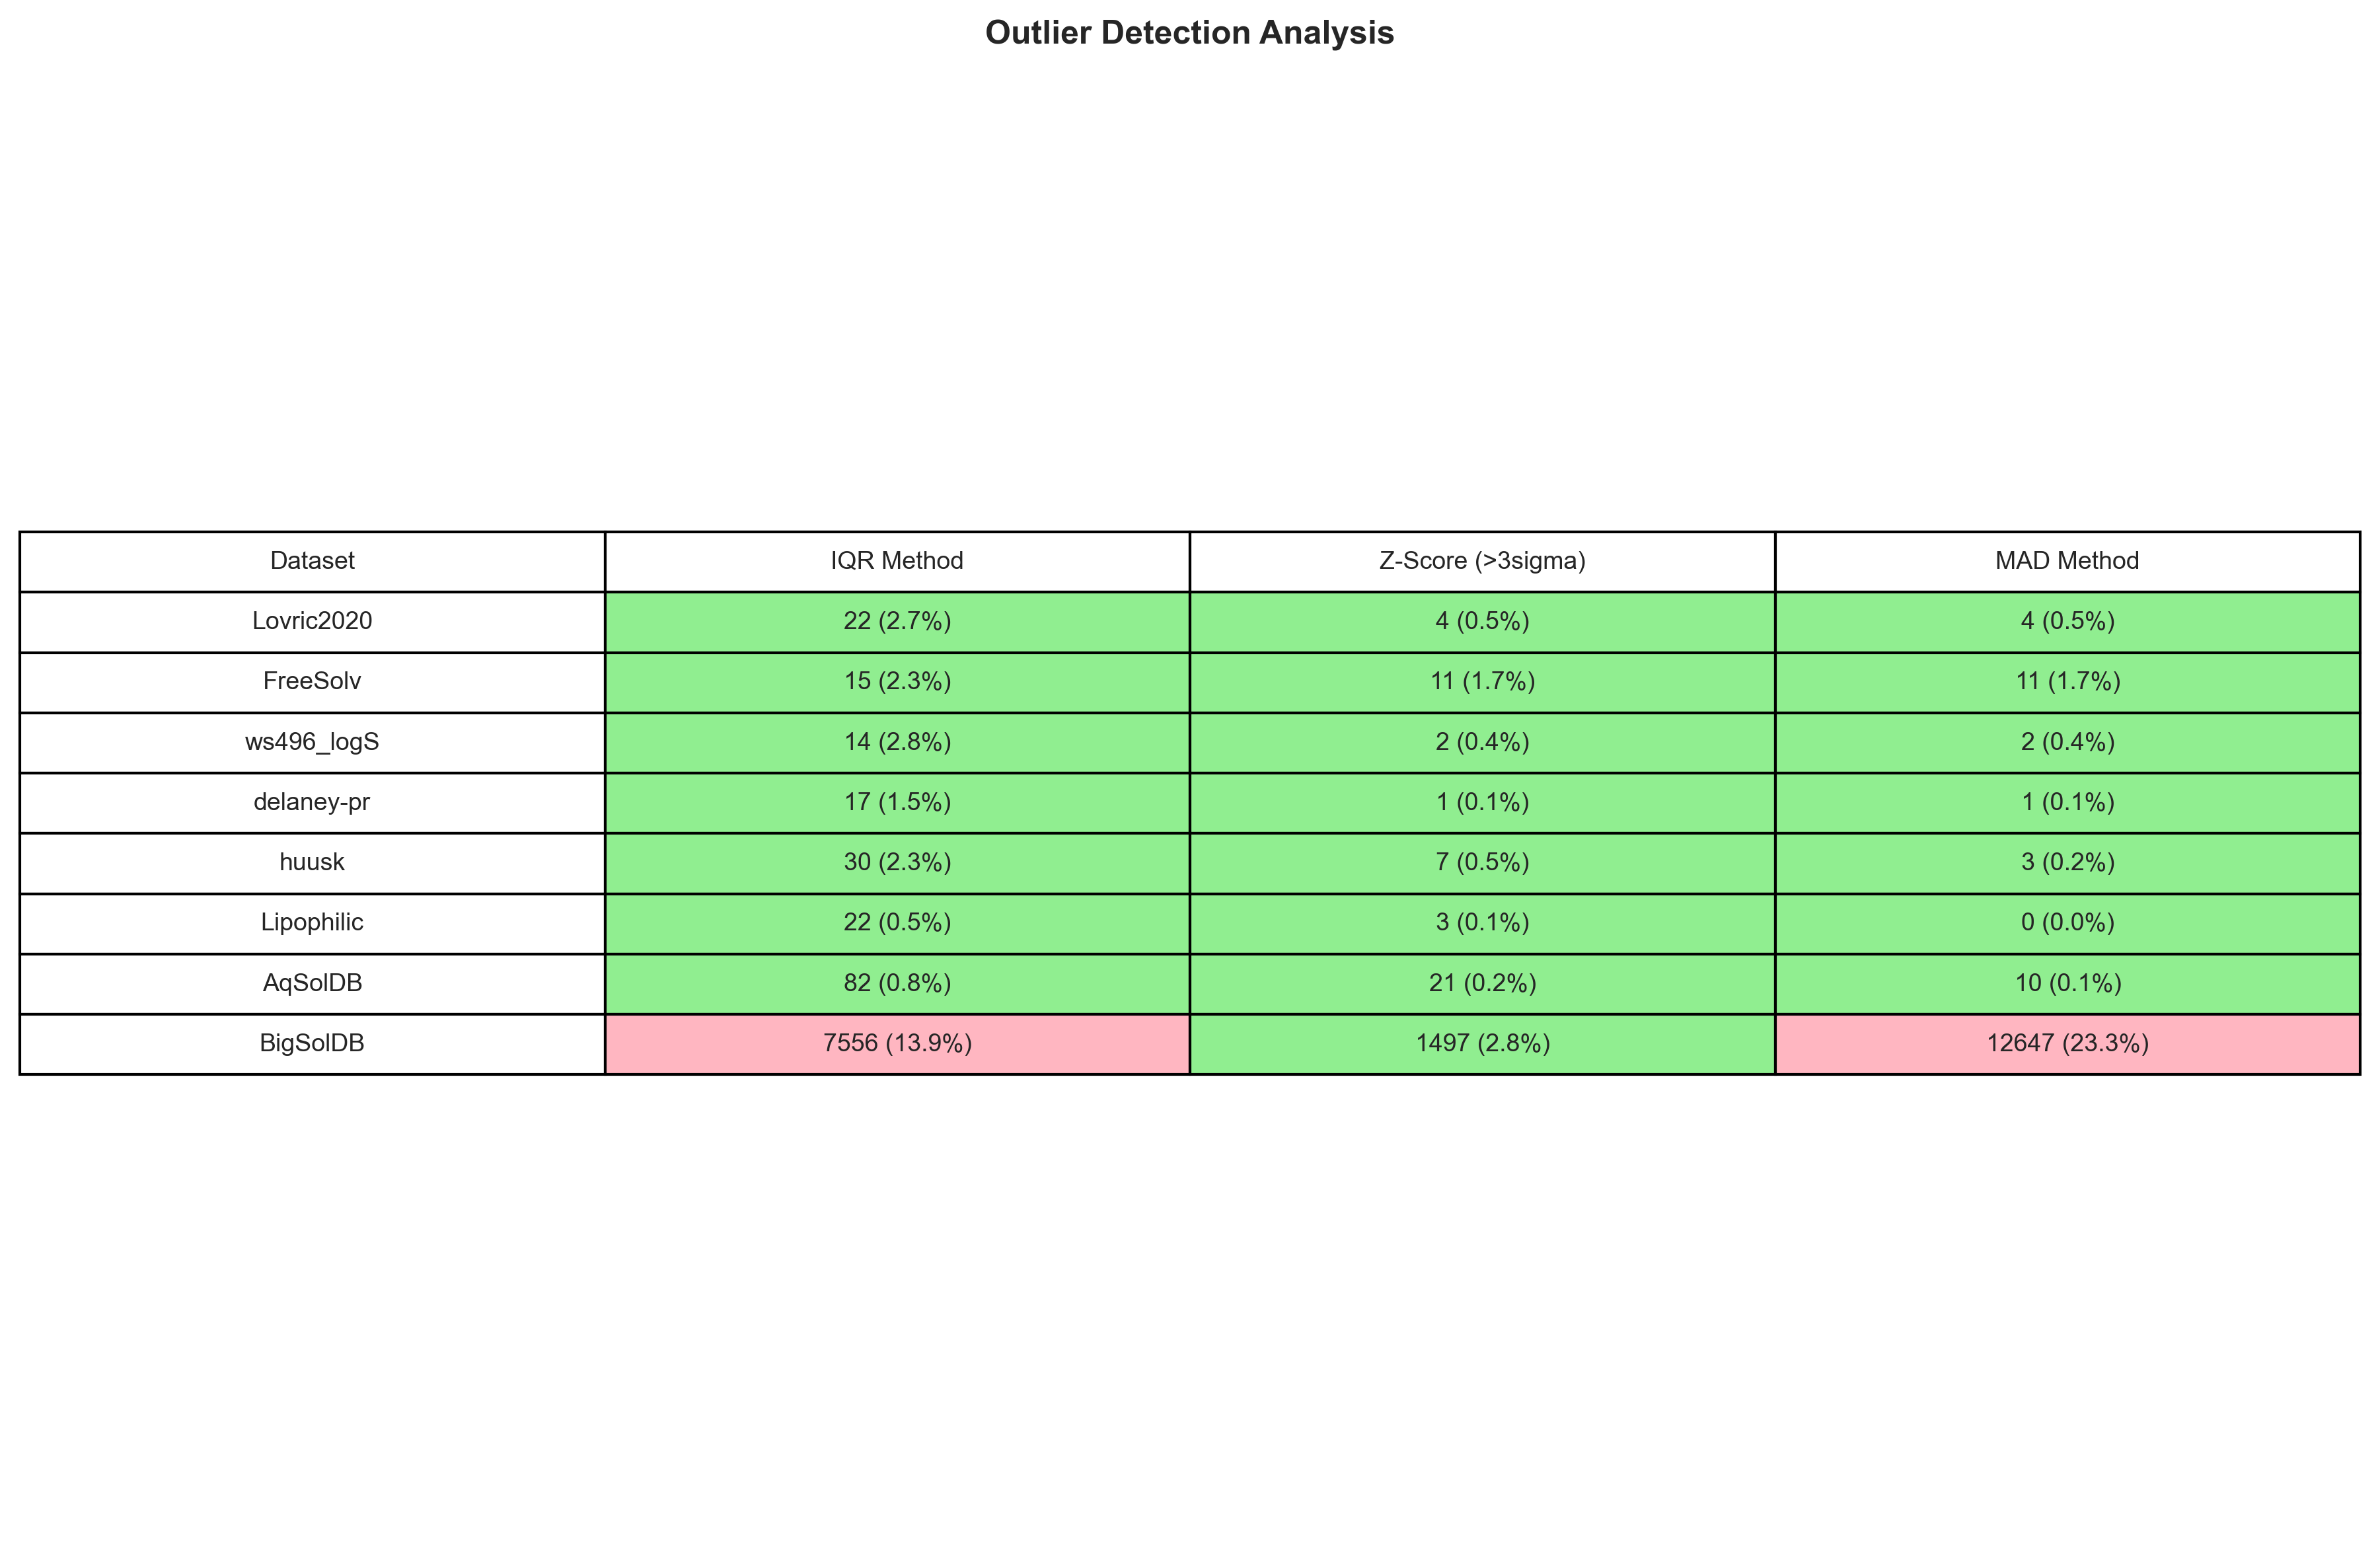 Outlier Detection Analysis
Dataset IQR Method Z-Score (>3sigma) MAD Method
Lovric2020 22 (2.7%) 4 (0.5%) 4 (0.5%)
FreeSolv 15 (2.3%) 11 (1.7%) 11 (1.7%)
ws496_logS 14 (2.8%) 2 (0.4%) 2 (0.4%)
delaney-pr 17 (1.5%) 1 (0.1%) 1 (0.1%)
huusk 30 (2.3%) 7 (0.5%) 3 (0.2%)
Lipophilic 22 (0.5%) 3 (0.1%) 0 (0.0%)
AqSolDB 82 (0.8%) 21 (0.2%) 10 (0.1%)
BigSolDB 7556 (13.9%) 1497 (2.8%) 12647 (23.3%)